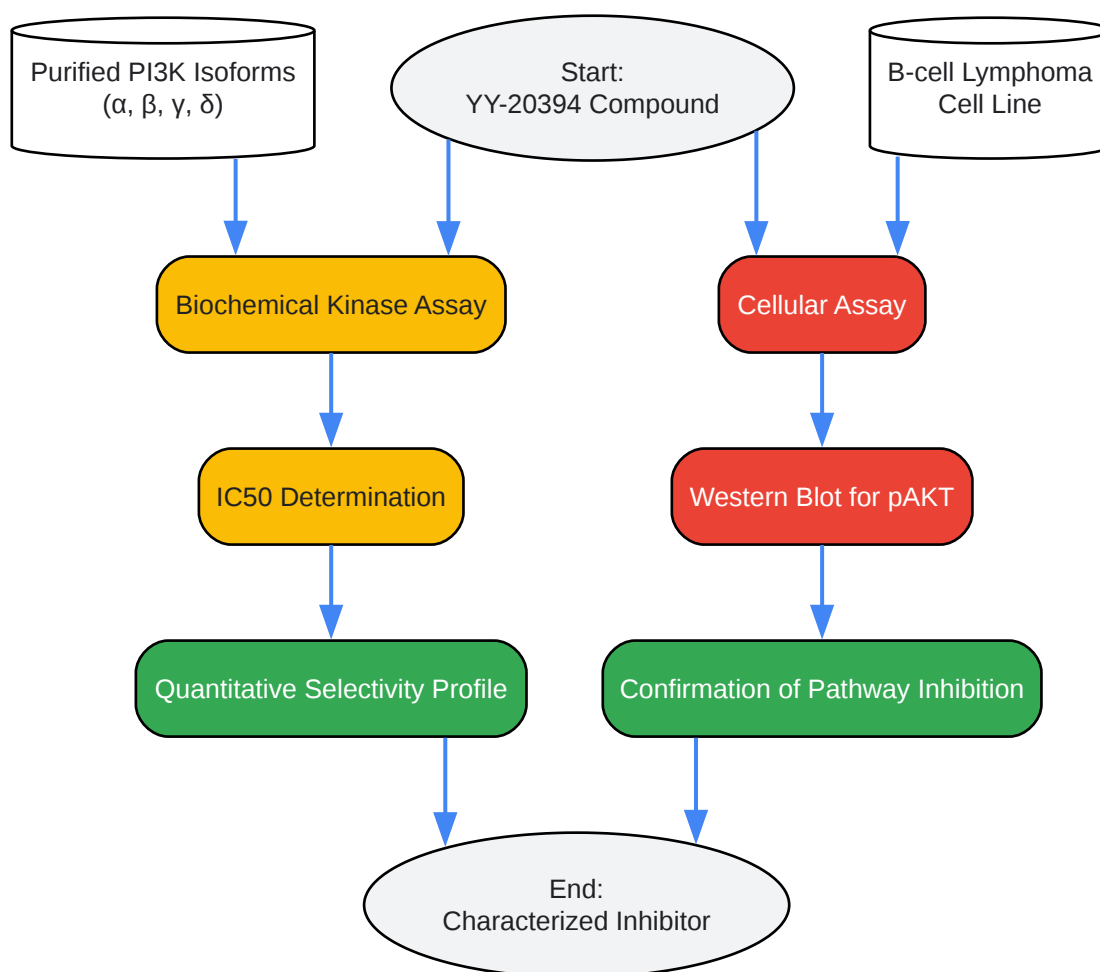 Purified PI3K Isoforms
(α, β, γ, δ)
Start:
YY-20394 Compound
B-cell Lymphoma
Cell Line
Biochemical Kinase Assay
Cellular Assay
IC50 Determination
Western Blot for pAKT
Quantitative Selectivity Profile
Confirmation of Pathway Inhibition
End:
Characterized Inhibitor